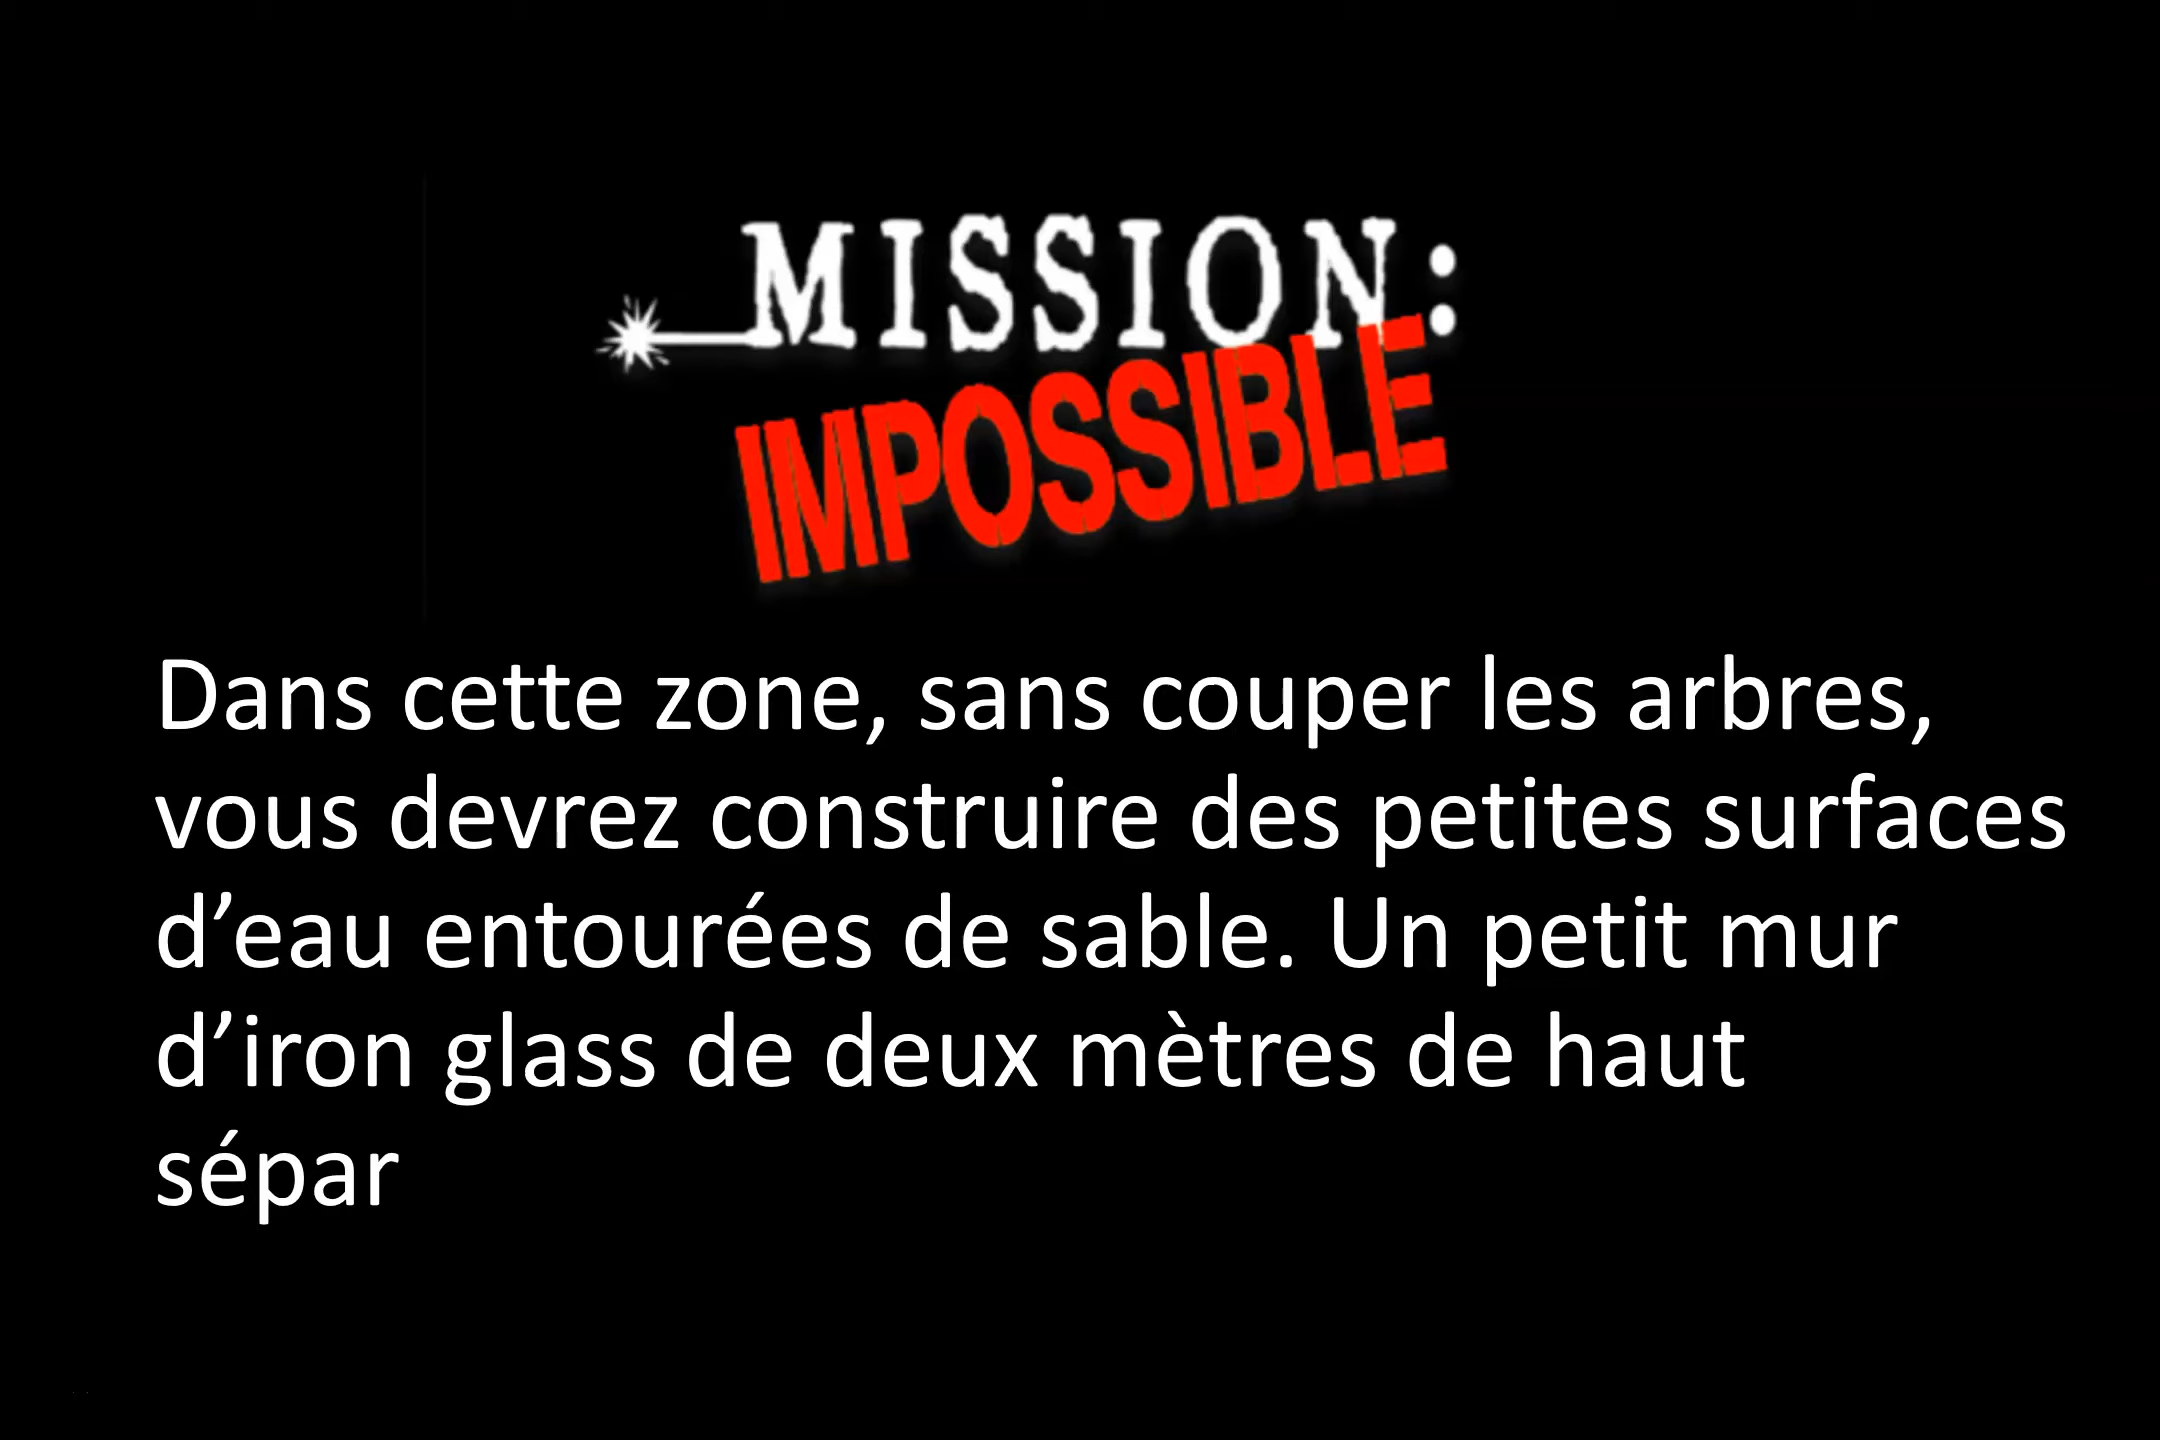 MISSION:
IMPOSSIBLE
Dans cette zone, sans couper les arbres,
vous devrez construire des petites surfaces
d’eau entourées de sable. Un petit mur
d’iron glass de deux mètres de haut
sépar